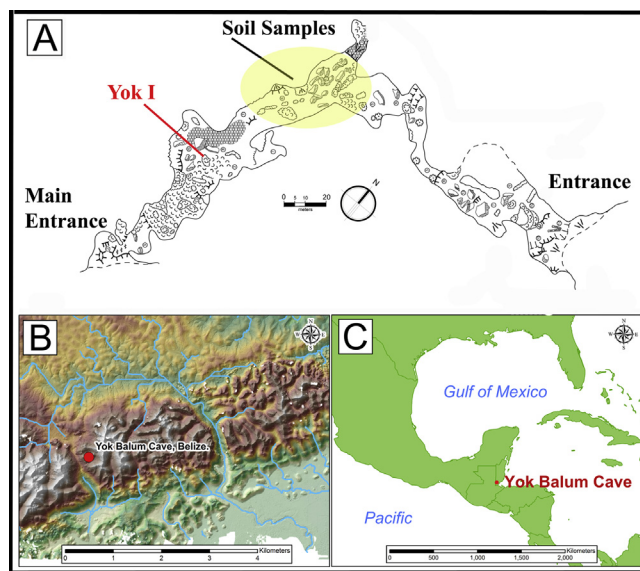 A
Soil Samples
Yok I
Main
Entrance
Entrance
N
0 5 10 20
meters
B
N
W E
S
Yok Balum Cave, Belize.
Kilometers
0 1 2 3 4
C
N
W E
S
Gulf of Mexico
Yok Balum Cave
Pacific
Kilometers
0 500 1,000 1,500 2,000